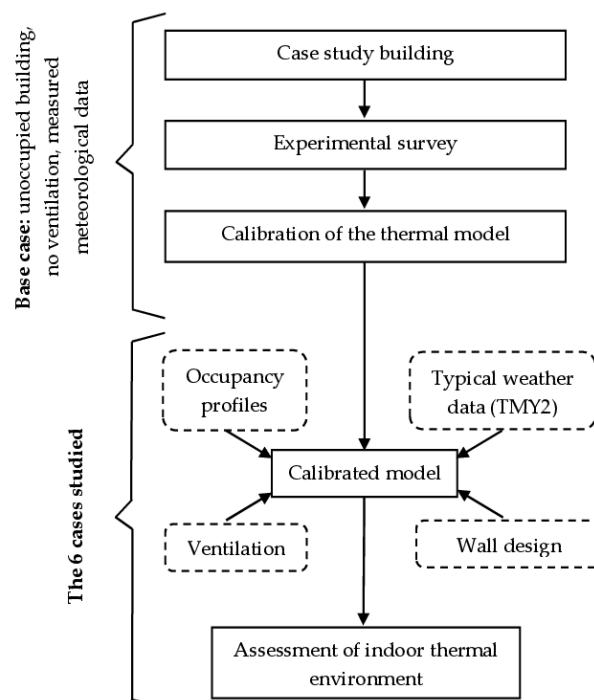 Base case: unoccupied building,
no ventilation, measured
meteorological data
Case study building
Experimental survey
Calibration of the thermal model
The 6 cases studied
Occupancy
profiles
Typical weather
data (TMY2)
Calibrated model
Ventilation
Wall design
Assessment of indoor thermal
environment